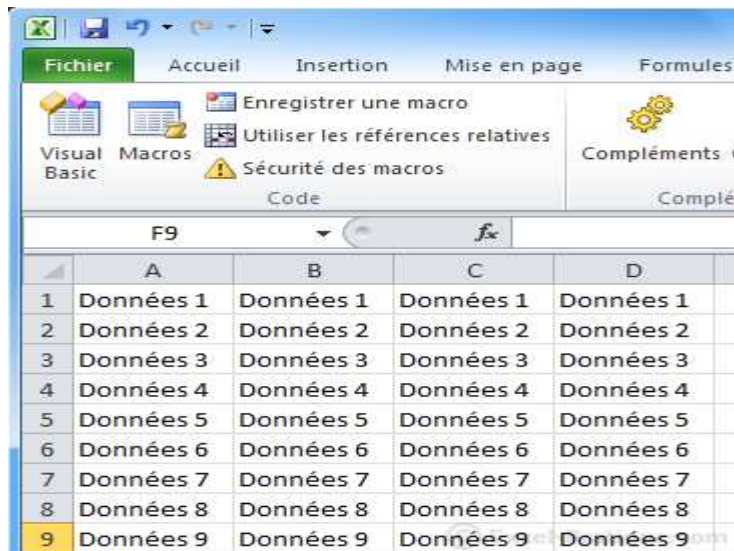 Fichier Accueil Insertion Mise en page Formules
Enregistrer une macro
Utiliser les références relatives
Visual Basic Macros Compléments
Sécurité des macros
Code Complé
F9 fx
A B C D
1 Données 1 Données 1 Données 1 Données 1
2 Données 2 Données 2 Données 2 Données 2
3 Données 3 Données 3 Données 3 Données 3
4 Données 4 Données 4 Données 4 Données 4
5 Données 5 Données 5 Données 5 Données 5
6 Données 6 Données 6 Données 6 Données 6
7 Données 7 Données 7 Données 7 Données 7
8 Données 8 Données 8 Données 8 Données 8
9 Données 9 Données 9 Données 9 Données 9